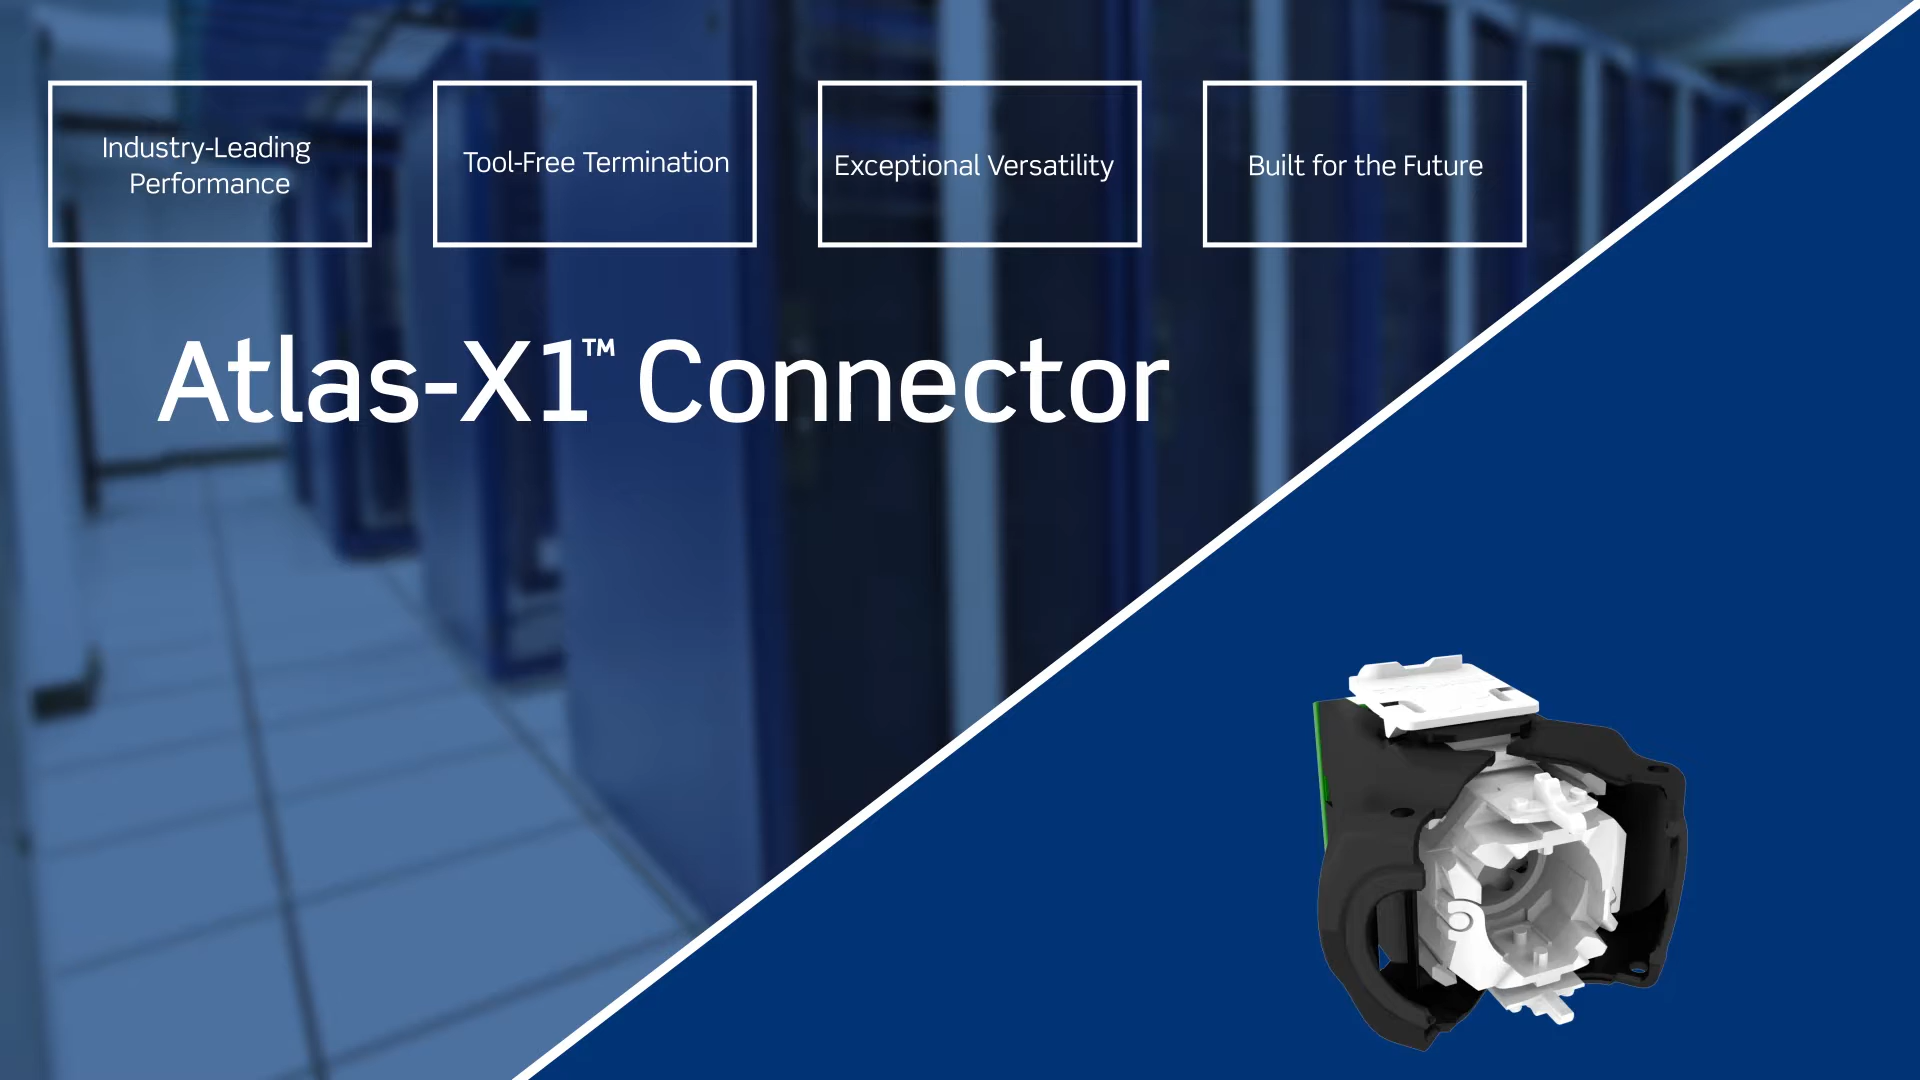 Industry-Leading
Performance
Tool-Free Termination
Exceptional Versatility
Built for the Future
Atlas-X1™ Connector